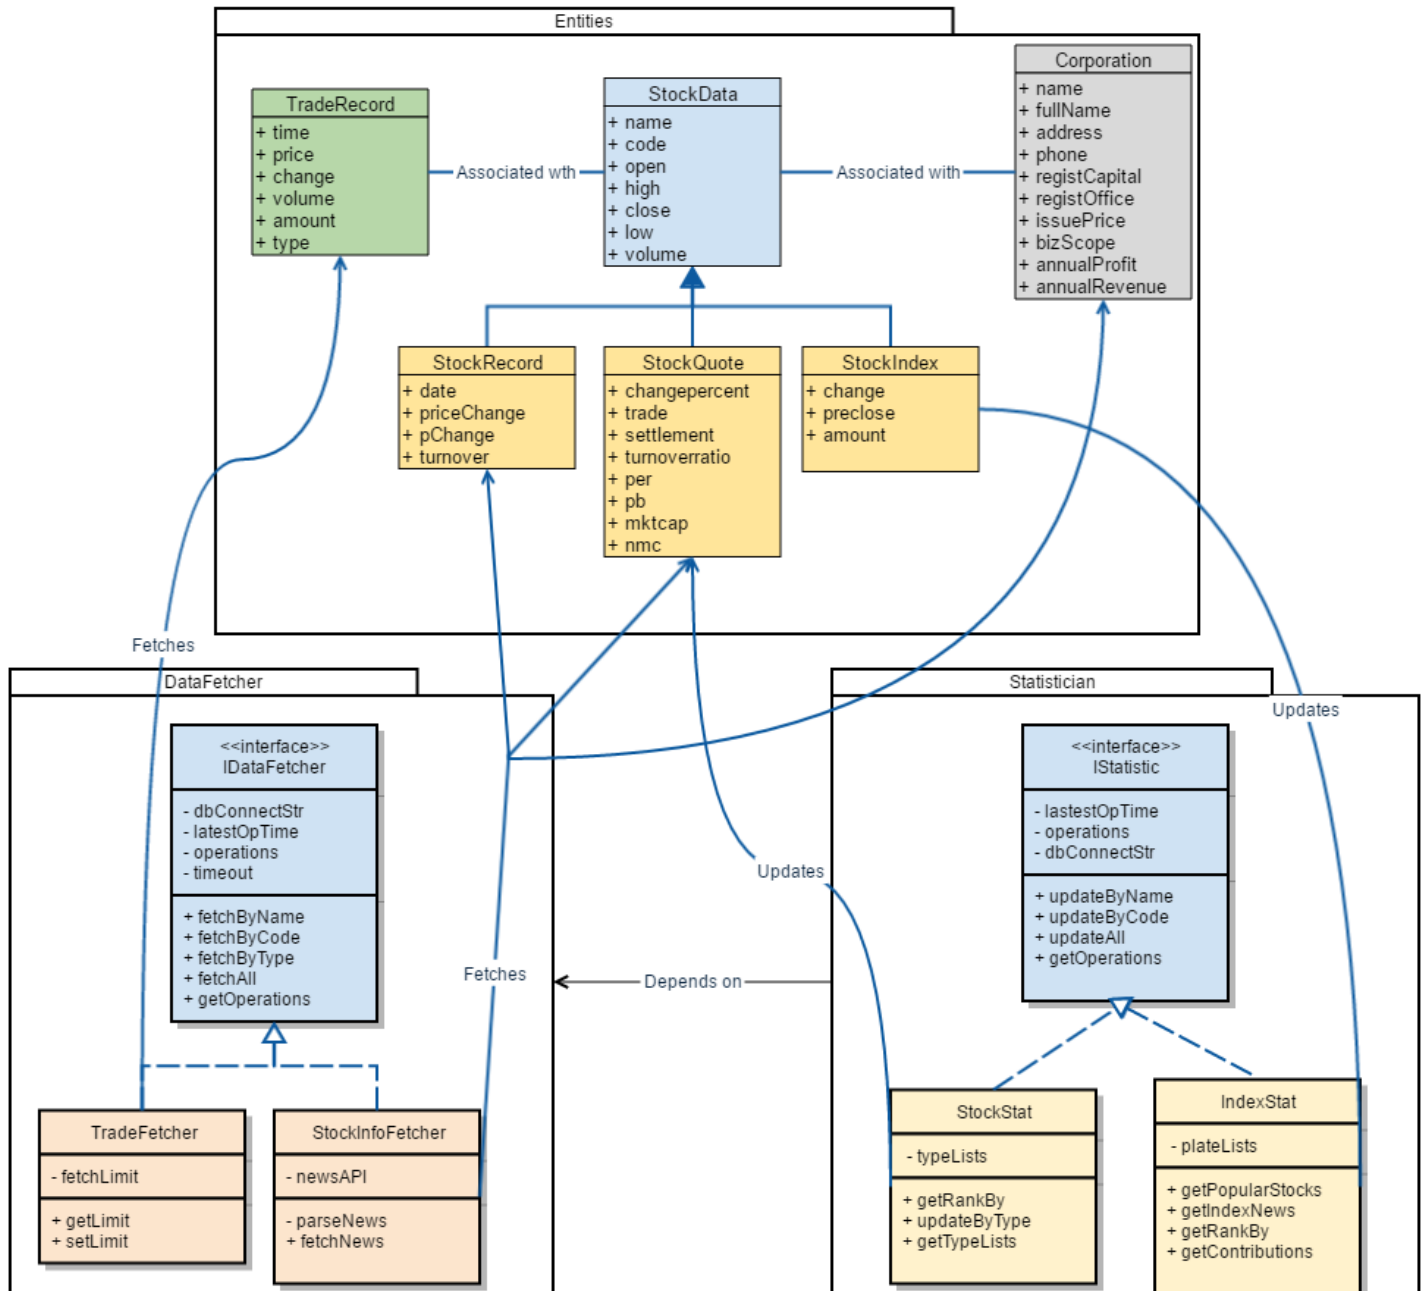 Entities
TradeRecord
+ time
+ price
+ change
+ volume
+ amount
+ type
Associated wth
StockData
+ name
+ code
+ open
+ high
+ close
+ low
+ volume
Associated with
Corporation
+ name
+ fullName
+ address
+ phone
+ registCapital
+ registOffice
+ issuePrice
+ bizScope
+ annualProfit
+ annualRevenue
StockRecord
+ date
+ priceChange
+ pChange
+ turnover
StockQuote
+ changepercent
+ trade
+ settlement
+ turnoverratio
+ per
+ pb
+ mktcap
+ nmc
StockIndex
+ change
+ preclose
+ amount
Fetches
DataFetcher
<<interface>>
IDataFetcher
- dbConnectStr
- latestOpTime
- operations
- timeout
+ fetchByName
+ fetchByCode
+ fetchByType
+ fetchAll
+ getOperations
Fetches
TradeFetcher
- fetchLimit
+ getLimit
+ setLimit
StockInfoFetcher
- newsAPI
- parseNews
+ fetchNews
Updates
Depends on
Statistician
Updates
<<interface>>
IStatistic
- lastestOpTime
- operations
- dbConnectStr
+ updateByName
+ updateByCode
+ updateAll
+ getOperations
StockStat
- typeLists
+ getRankBy
+ updateByType
+ getTypeLists
IndexStat
- plateLists
+ getPopularStocks
+ getIndexNews
+ getRankBy
+ getContributions